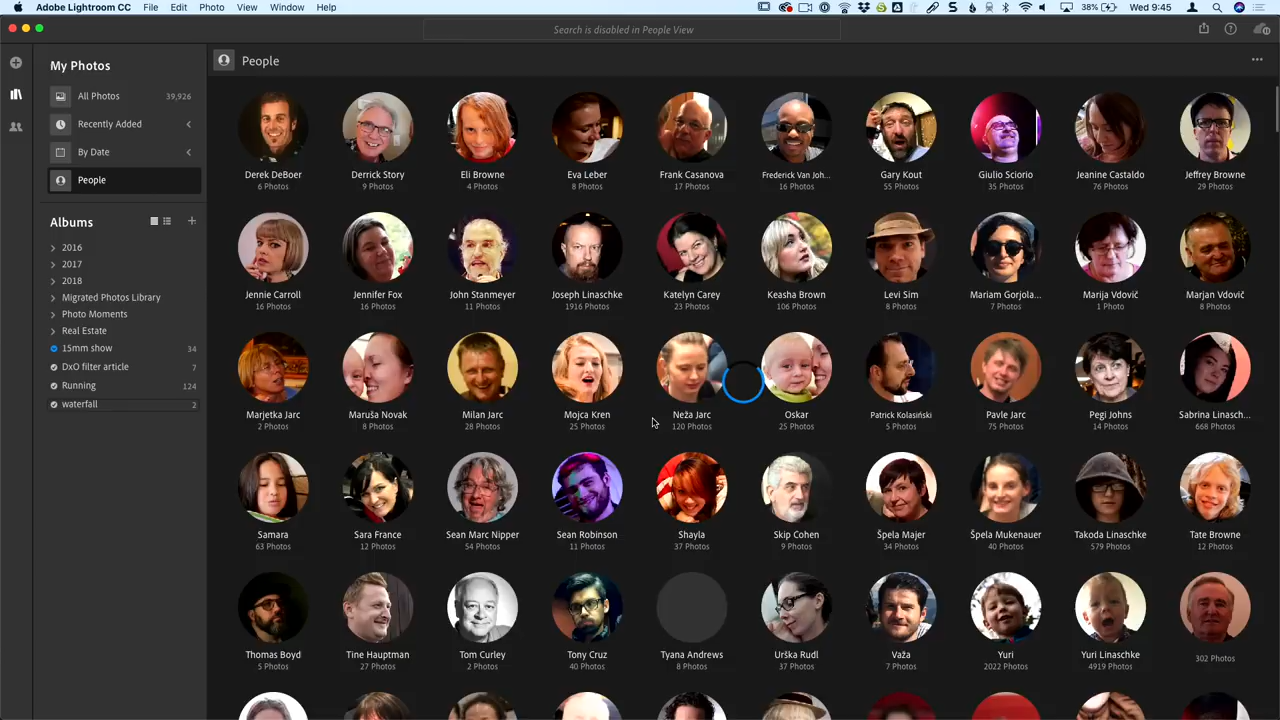 Adobe Lightroom CC File Edit Photo View Window Help 38% Wed 9:45
Search is disabled in People View
My Photos
All Photos 39,926
Recently Added
By Date
People
Albums
2016
2017
2018
Migrated Photos Library
Photo Moments
Real Estate
15mm show 34
DxO filter article 7
Running 124
waterfall 2
People
Derek DeBoer Derrick Story Eli Browne Eva Leber Frank Casanova Frederick Van Joh... Gary Kout Giulio Sciorio Jeanine Castaldo Jeffrey Browne
6 Photos 9 Photos 4 Photos 8 Photos 17 Photos 16 Photos 55 Photos 35 Photos 76 Photos 29 Photos
Jennie Carroll Jennifer Fox John Stanmeyer Joseph Linaschke Katelyn Carey Keasha Brown Levi Sim Mariam Gorjola... Marija Vdovič Marjan Vdovič
16 Photos 16 Photos 11 Photos 1916 Photos 23 Photos 106 Photos 8 Photos 7 Photos 1 Photo 8 Photos
Marjetka Jarc Maruša Novak Milan Jarc Mojca Kren Neža Jarc Oskar Patrick Kolasiński Pavle Jarc Pegi Johns Sabrina Linasch...
2 Photos 8 Photos 28 Photos 25 Photos 120 Photos 25 Photos 5 Photos 75 Photos 14 Photos 668 Photos
Samara Sara France Sean Marc Nipper Sean Robinson Shayla Skip Cohen Špela Majer Špela Mukenauer Takoda Linaschke Tate Browne
63 Photos 12 Photos 54 Photos 11 Photos 37 Photos 9 Photos 34 Photos 40 Photos 579 Photos 12 Photos
Thomas Boyd Tine Hauptman Tom Curley Tony Cruz Tyana Andrews Urška Rudl Važa Yuri Yuri Linaschke
5 Photos 27 Photos 2 Photos 40 Photos 8 Photos 37 Photos 7 Photos 2022 Photos 4919 Photos 302 Photos